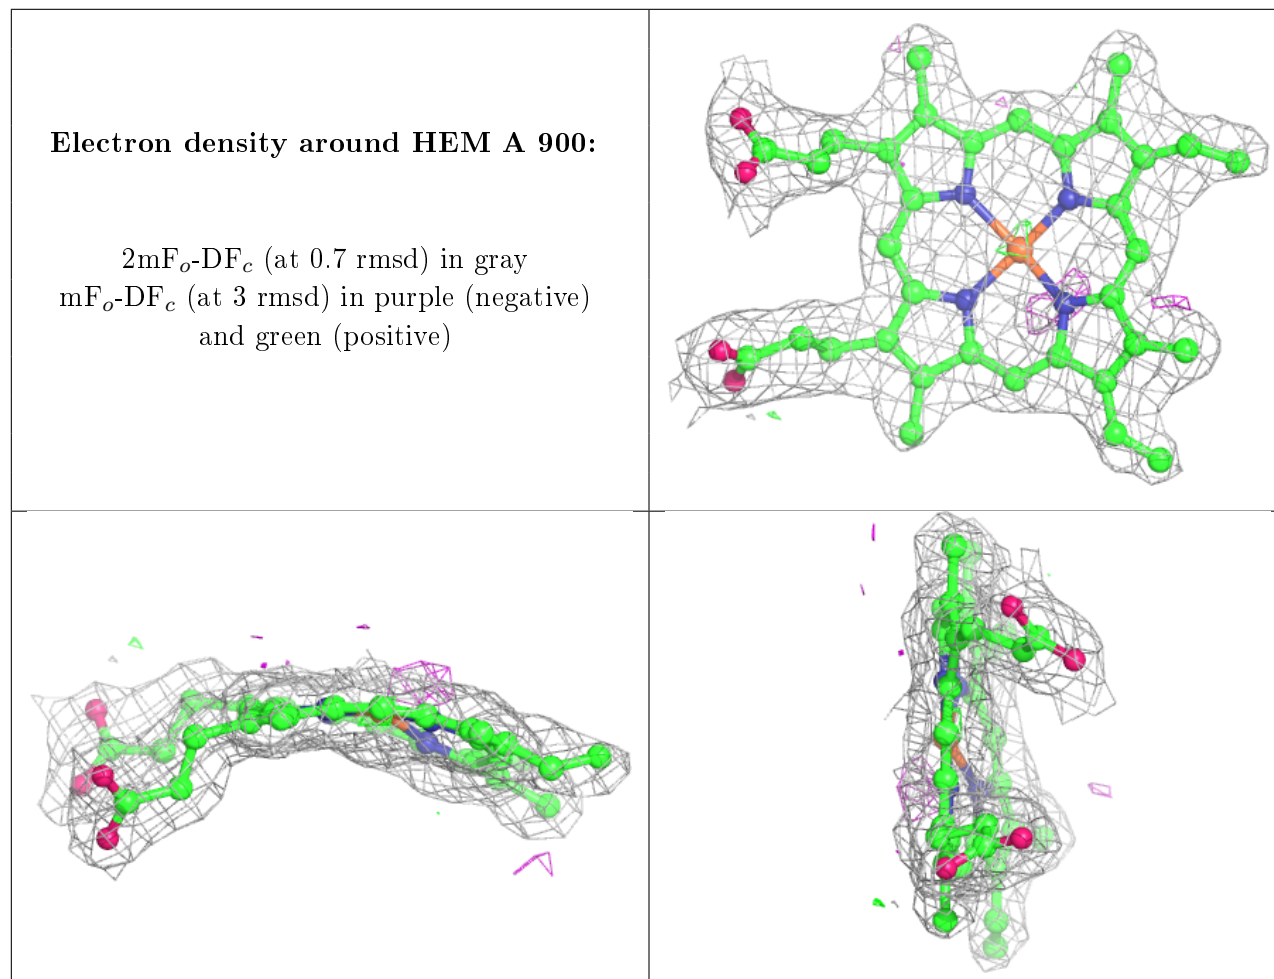 Electron density around HEM A 900:
2mFo-DFc (at 0.7 rmsd) in gray
mFo-DFc (at 3 rmsd) in purple (negative)
and green (positive)